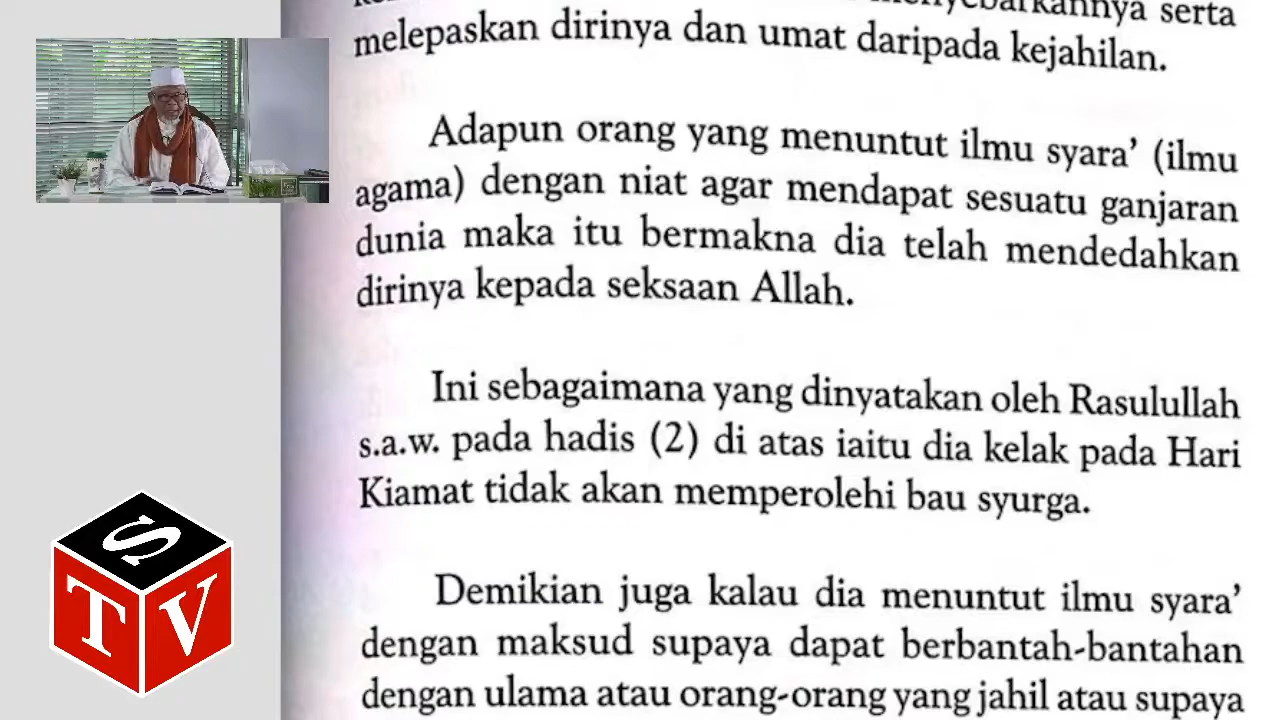 menyebarkannya serta
melepaskan dirinya dan umat daripada kejahilan.
Adapun orang yang menuntut ilmu syara’ (ilmu
agama) dengan niat agar mendapat sesuatu ganjaran
dunia maka itu bermakna dia telah mendedahkan
dirinya kepada seksaan Allah.
Ini sebagaimana yang dinyatakan oleh Rasulullah
s.a.w. pada hadis (2) di atas iaitu dia kelak pada Hari
Kiamat tidak akan memperolehi bau syurga.
Demikian juga kalau dia menuntut ilmu syara’
dengan maksud supaya dapat berbantah-bantahan
dengan ulama atau orang-orang yang jahil atau supaya
S
T V